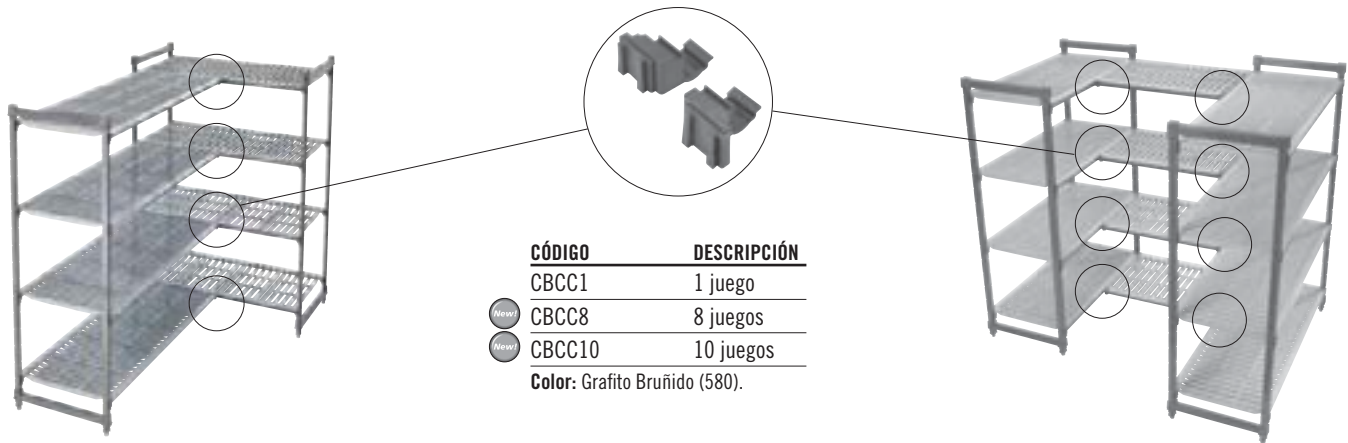 CÓDIGO DESCRIPCIÓN
CBCC1 1 juego
New! CBCC8 8 juegos
New! CBCC10 10 juegos
Color: Grafito Bruñido (580).